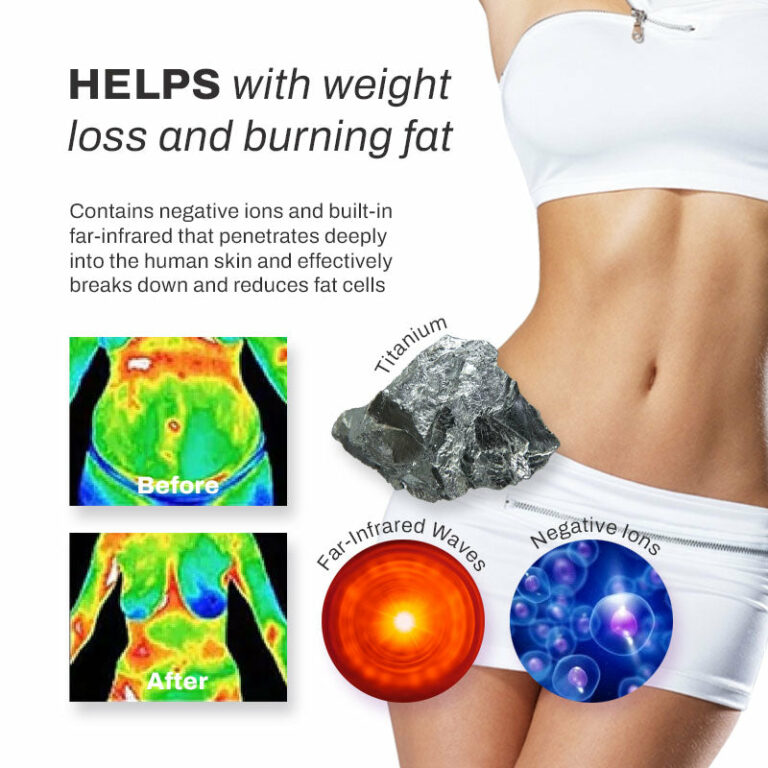 HELPS with weight
loss and burning fat
Contains negative ions and built-in
far-infrared that penetrates deeply
into the human skin and effectively
breaks down and reduces fat cells
Titanium
Before
Far-Infrared Waves
Negative Ions
After